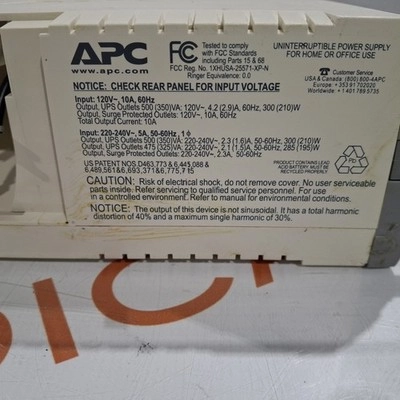 APC
www.apc.com
FC
Tested to comply with
FCC Standards
including Parts 15 & 68
FCC Reg. No. 1XHUSA-25571-XP-N
Ringer Equivalence: 0.0
UNINTERRUPTIBLE POWER SUPPLY
FOR HOME OR OFFICE USE
Customer Service
USA & Canada: (800) 800-4APC
Europe: + 353 91 702020
Worldwide: + 1 401 789 5735
NOTICE: CHECK REAR PANEL FOR INPUT VOLTAGE
Input: 120V~, 10A, 60Hz
Output, UPS Outlets 500 (350)VA: 120V~, 4.2 (2.9)A, 60Hz, 300 (210)W
Output, Surge Protected Outlets: 120V~, 10A, 60Hz
Total Output Current: 10A
Input: 220-240V~, 5A, 50-60Hz, 1 ϕ
Output, UPS Outlets 500 (350)VA: 220-240V~, 2.3 (1.6)A, 50-60Hz, 300 (210)W
Output, UPS Outlets 475 (325)VA: 220-240V~, 2.1 (1.5)A, 50-60Hz, 285 (195)W
Output, Surge Protected Outlets: 220-240V~, 2.3A, 50-60Hz
US PATENT NOS. D463,773 & 6,445,088 &
6,489,561 & 6,693,371 & 6,775,
CONTAINS SEALED LEAD
ACID BATTERY MUST BE
RECYCLED PROPERLY
Pb
CAUTION: Risk of electrical shock, do not remove cover. No user serviceable
parts inside. Refer servicing to qualified service personnel. For use
in a controlled environment. Refer to manual for environmental conditions.
NOTICE: The output of this device is not sinusoidal. It has a total harmonic
distortion of 40% and a maximum single harmonic of 30%.